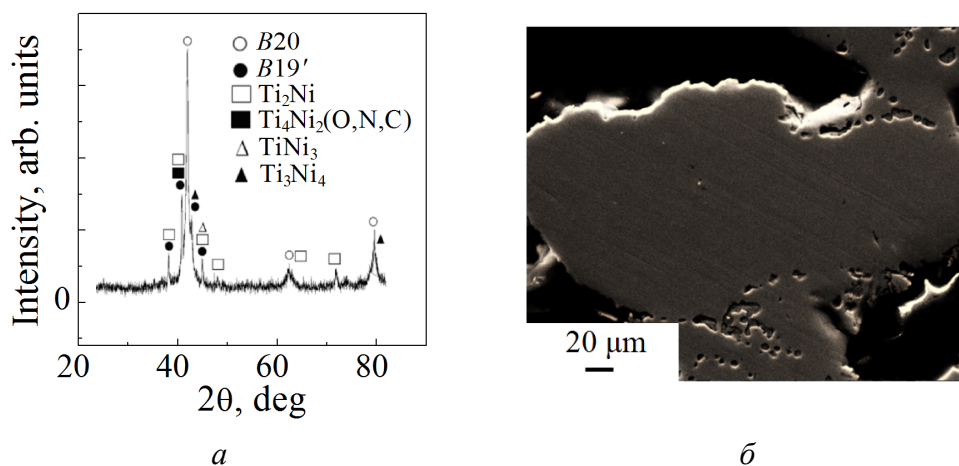 Intensity, arb. units
B20
B19′
Ti₂Ni
Ti₄Ni₂(O,N,C)
TiNi₃
Ti₃Ni₄
0
20 40 60 80
2θ, deg
20 μm
а
б